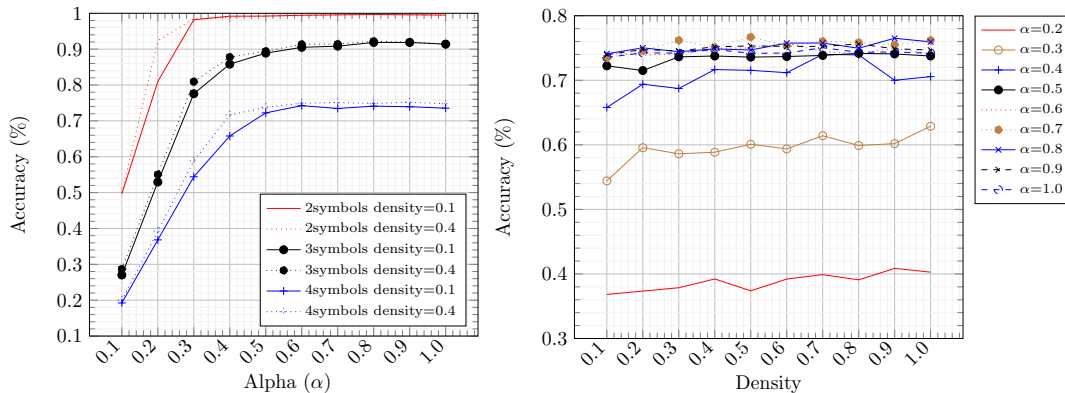 1
0.9
0.8
0.7
0.6
0.5
0.4
0.3
0.2
0.1
Accuracy (%)
0.1 0.2 0.3 0.4 0.5 0.6 0.7 0.8 0.9 1.0
Alpha (α)
2symbols density=0.1
2symbols density=0.4
3symbols density=0.1
3symbols density=0.4
4symbols density=0.1
4symbols density=0.4
0.8
0.7
0.6
0.5
0.4
0.3
Accuracy (%)
0.1 0.2 0.3 0.4 0.5 0.6 0.7 0.8 0.9 1.0
Density
α=0.2
α=0.3
α=0.4
α=0.5
α=0.6
α=0.7
α=0.8
α=0.9
α=1.0